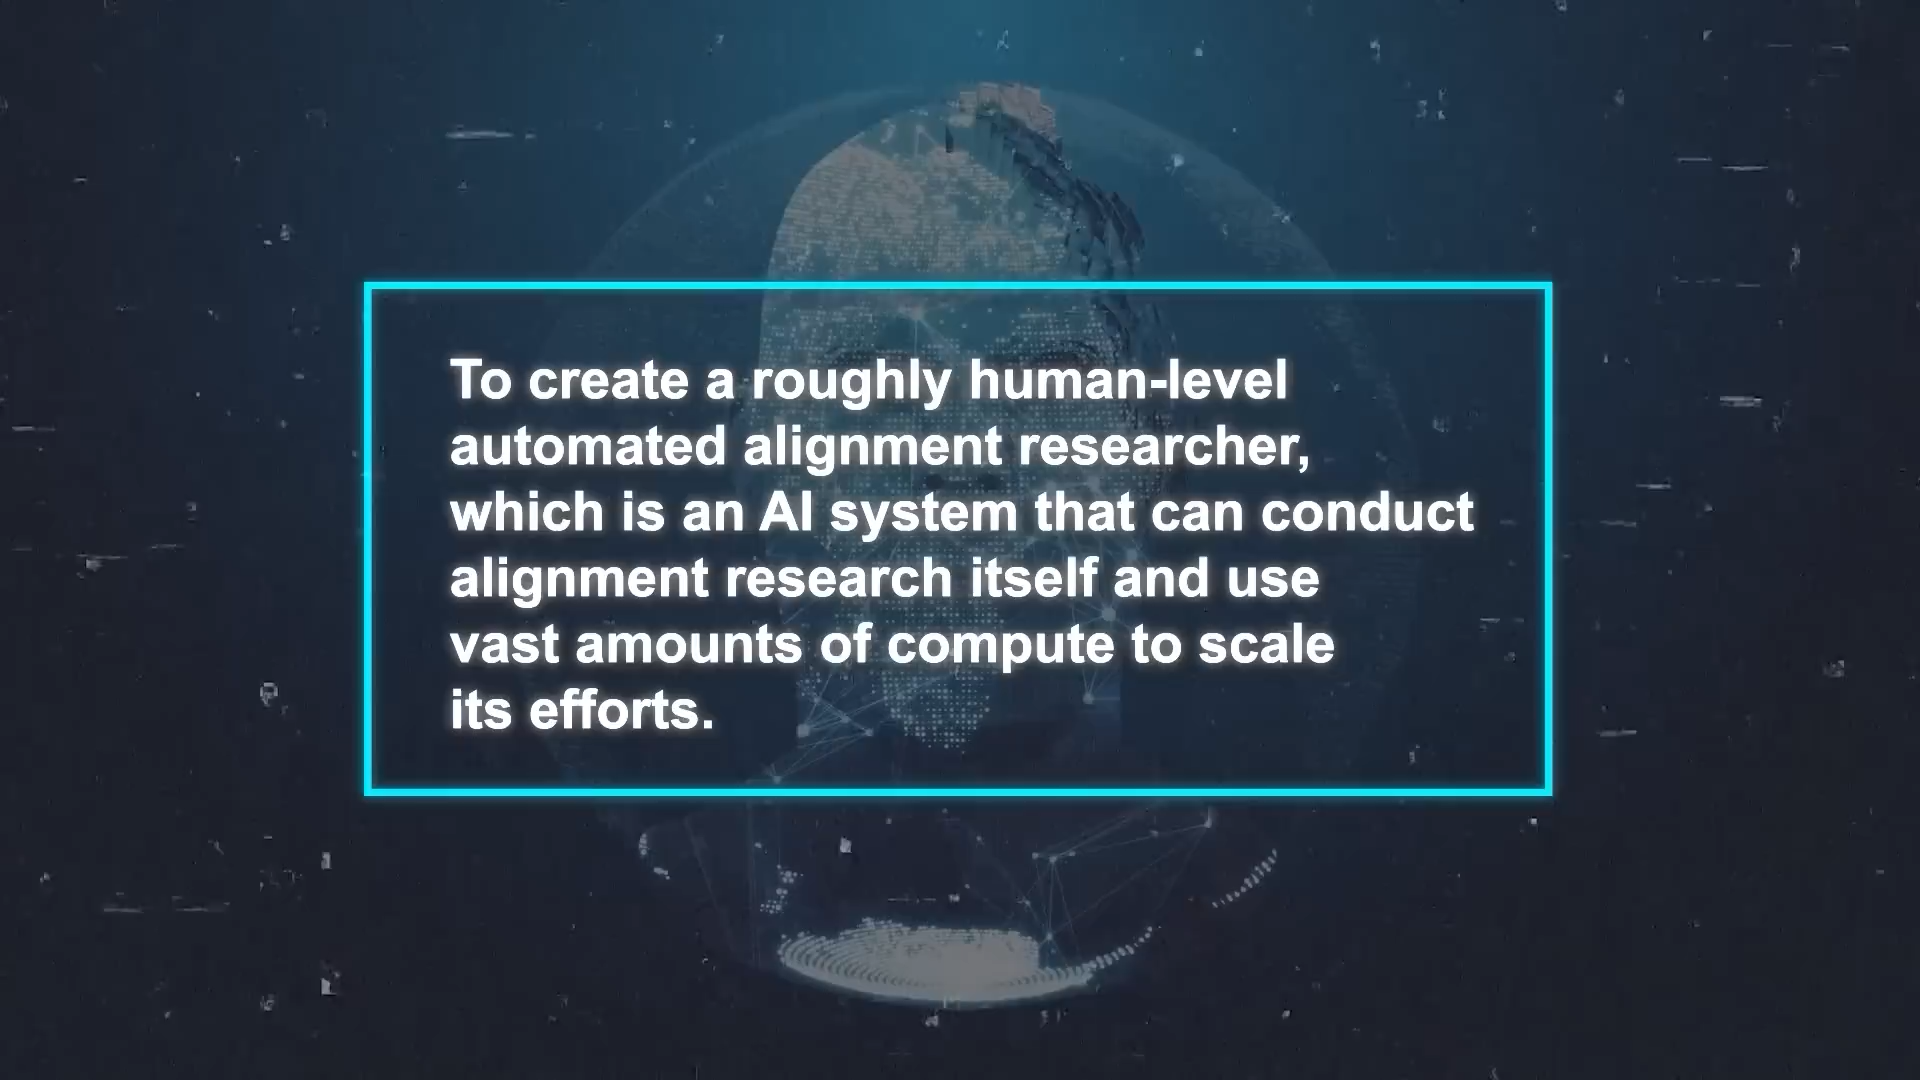 To create a roughly human-level
automated alignment researcher,
which is an AI system that can conduct
alignment research itself and use
vast amounts of compute to scale
its efforts.